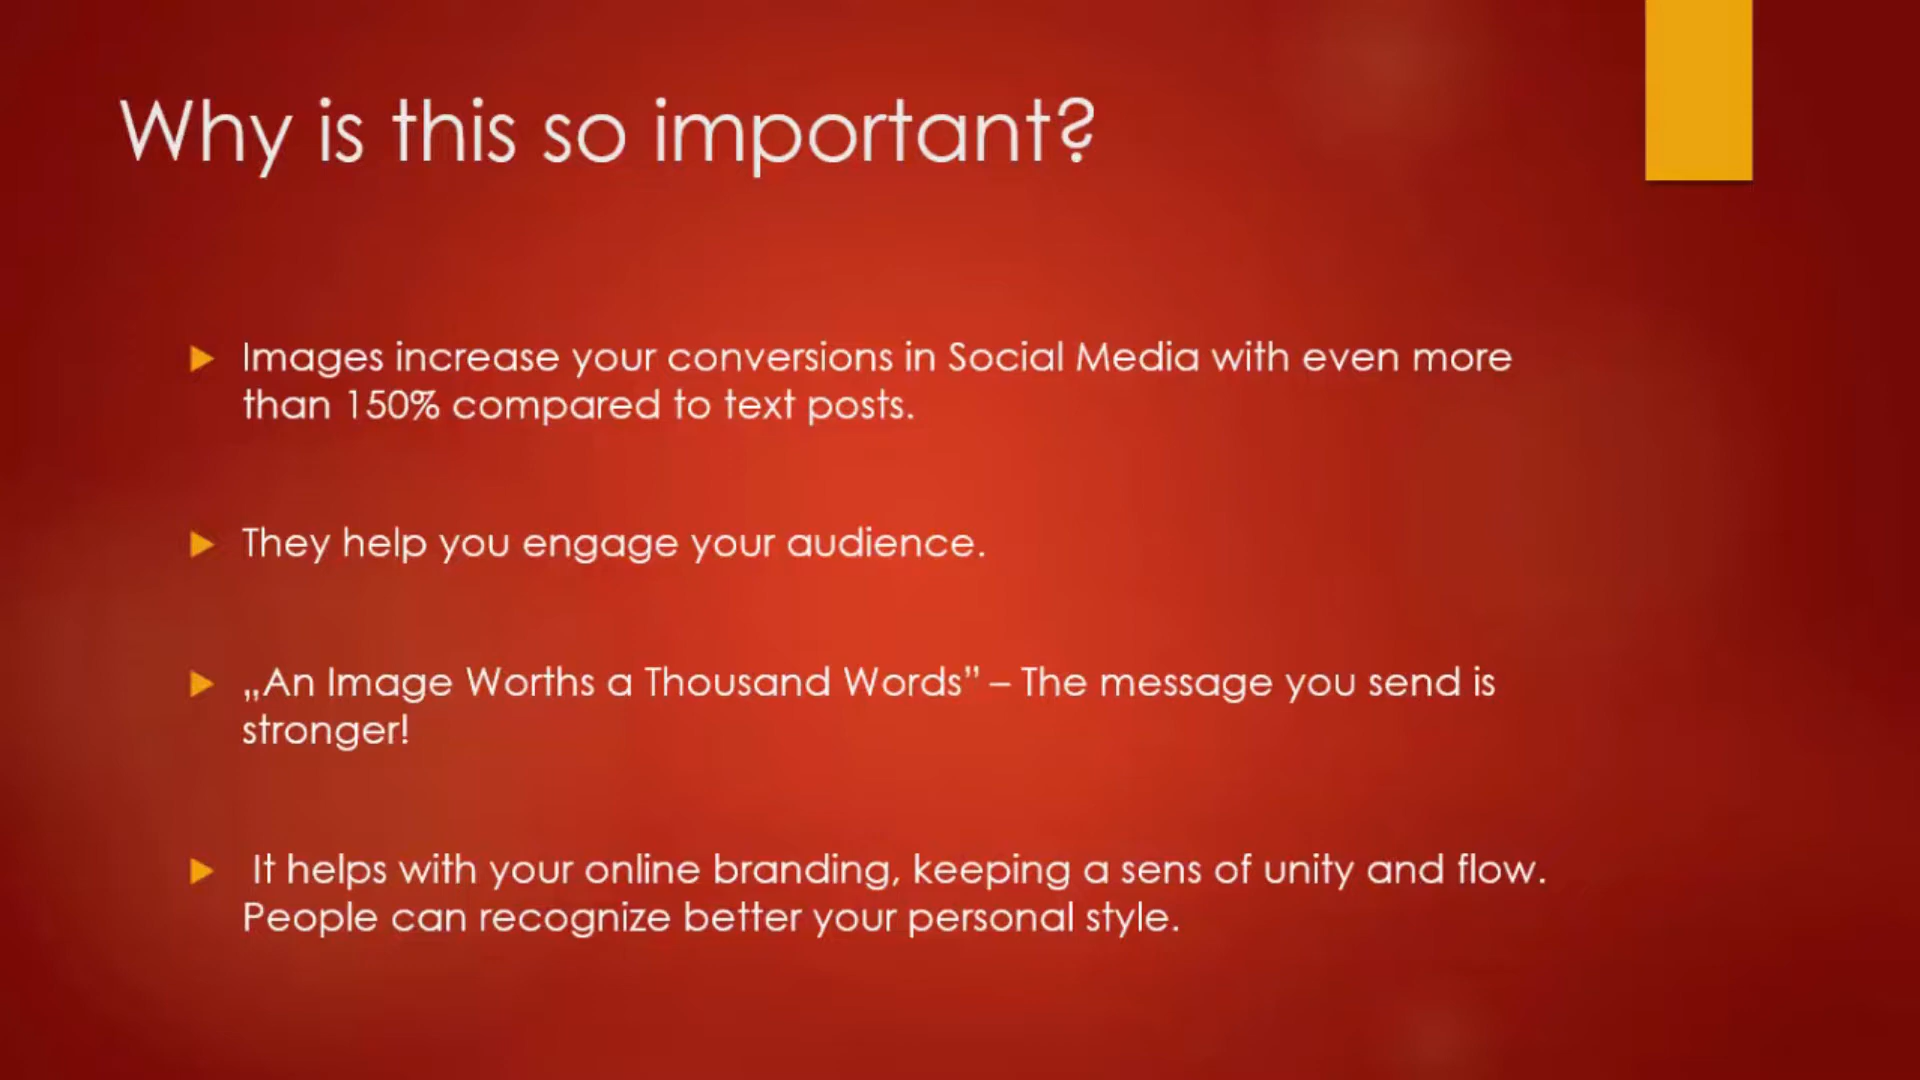 Why is this so important?
Images increase your conversions in Social Media with even more
than 150% compared to text posts.
They help you engage your audience.
„An Image Worths a Thousand Words” – The message you send is
stronger!
It helps with your online branding, keeping a sens of unity and flow.
People can recognize better your personal style.